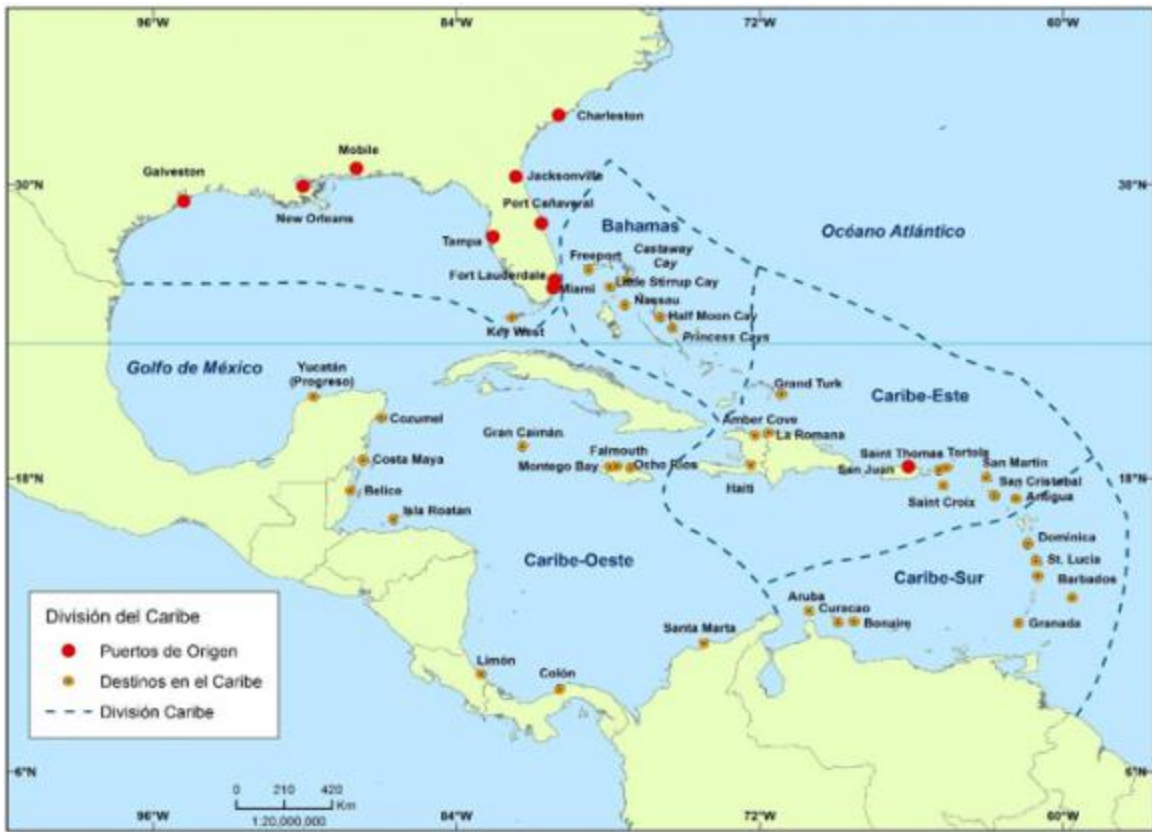 96°W
84°W
72°W
60°W
Charleston
Mobile
Galveston
New Orleans
Jacksonville
30°N
30°N
Port Cañaveral
Tampa
Bahamas
Océano Atlántico
Castaway
Cay
Freeport
Fort Lauderdale
Miami
Little Stirrup Cay
Nassau
Half Moon Cay
Key West
Princess Cays
Golfo de México
Yucatán
(Progreso)
Cozumel
Grand Turk
Caribe-Este
Gran Caimán
Amber Cove
La Romana
Costa Maya
Falmouth
Montego Bay
Ocho Rios
Haití
Saint Thomas
Tortola
San Juan
San Martín
18°N
18°N
Belice
San Cristobal
Saint Croix
Antigua
Isla Roatan
Dominica
Caribe-Oeste
St. Lucia
Caribe-Sur
Barbados
Aruba
Curacao
Bonaire
Granada
Santa Marta
Limón
Colón
División del Caribe
Puertos de Origen
Destinos en el Caribe
División Caribe
6°N
6°N
0 210 420
Km
1:20,000,000
96°W
84°W
72°W
60°W